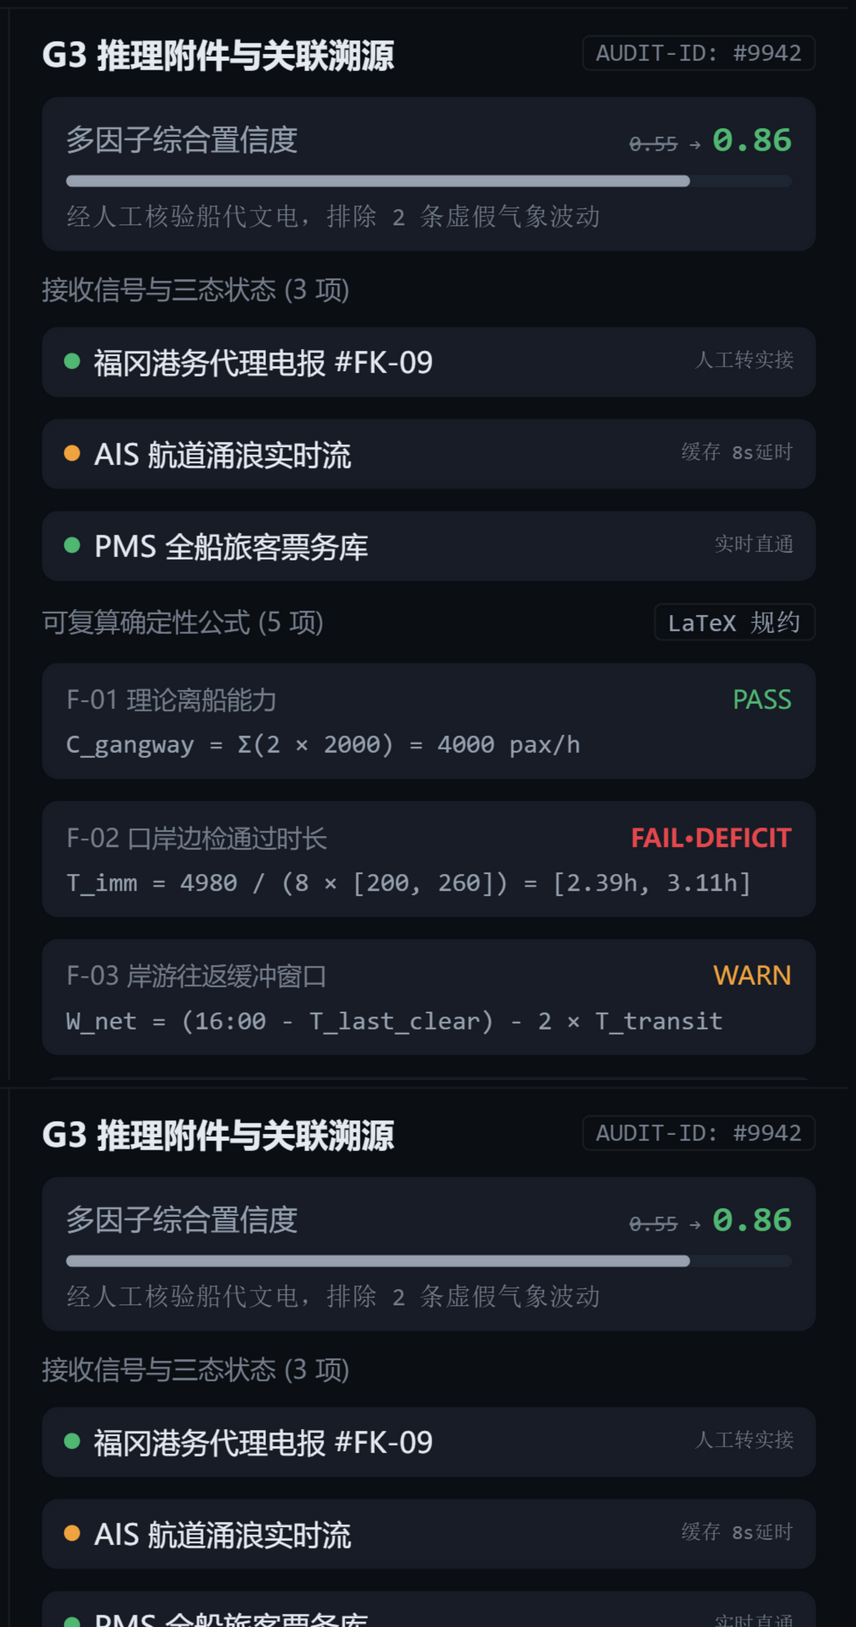 G3 推理附件与关联溯源
AUDIT-ID: #9942
多因子综合置信度
0.55 → 0.86
经人工核验船代文电，排除 2 条虚假气象波动
接收信号与三态状态 (3 项)
福冈港务代理电报 #FK-09
人工转实接
AIS 航道涌浪实时流
缓存 8s延时
PMS 全船旅客票务库
实时直通
可复算确定性公式 (5 项)
LaTeX 规约
F-01 理论离船能力
PASS
C_gangway = Σ(2 × 2000) = 4000 pax/h
F-02 口岸边检通过时长
FAIL•DEFICIT
T_imm = 4980 / (8 × [200, 260]) = [2.39h, 3.11h]
F-03 岸游往返缓冲窗口
WARN
W_net = (16:00 - T_last_clear) - 2 × T_transit
G3 推理附件与关联溯源
AUDIT-ID: #9942
多因子综合置信度
0.55 → 0.86
经人工核验船代文电，排除 2 条虚假气象波动
接收信号与三态状态 (3 项)
福冈港务代理电报 #FK-09
人工转实接
AIS 航道涌浪实时流
缓存 8s延时
PMS 全船旅客票务库
实时直通